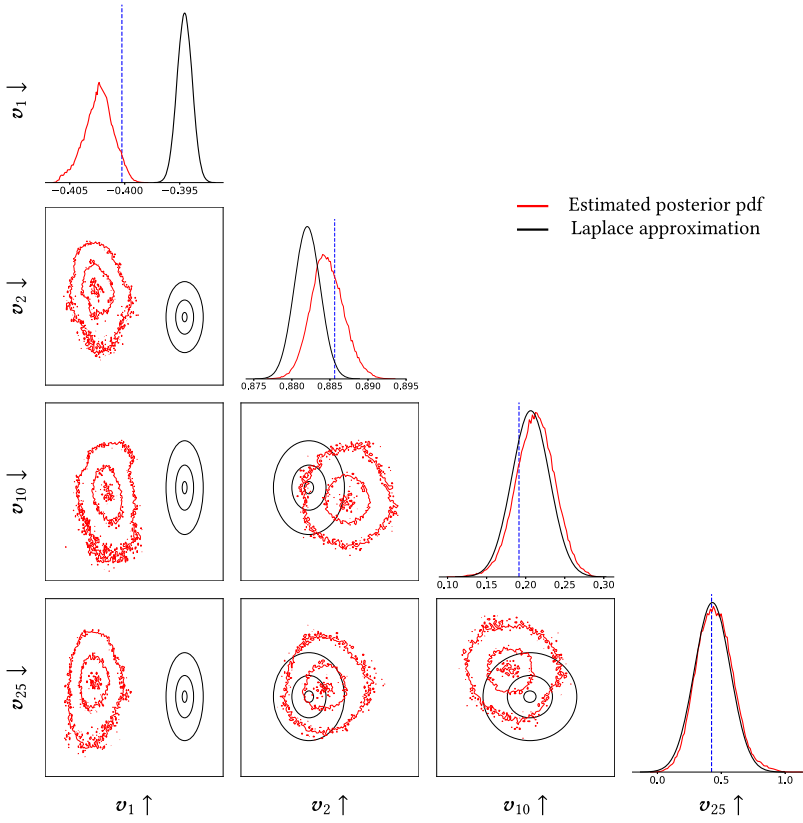 v1 ↑
−0.405 −0.400 −0.395
Estimated posterior pdf
Laplace approximation
v2 ↑
0.875 0.880 0.885 0.890 0.895
v10 ↑
0.10 0.15 0.20 0.25 0.30
v25 ↑
0.0 0.5 1.0
v1 ↑ v2 ↑ v10 ↑ v25 ↑